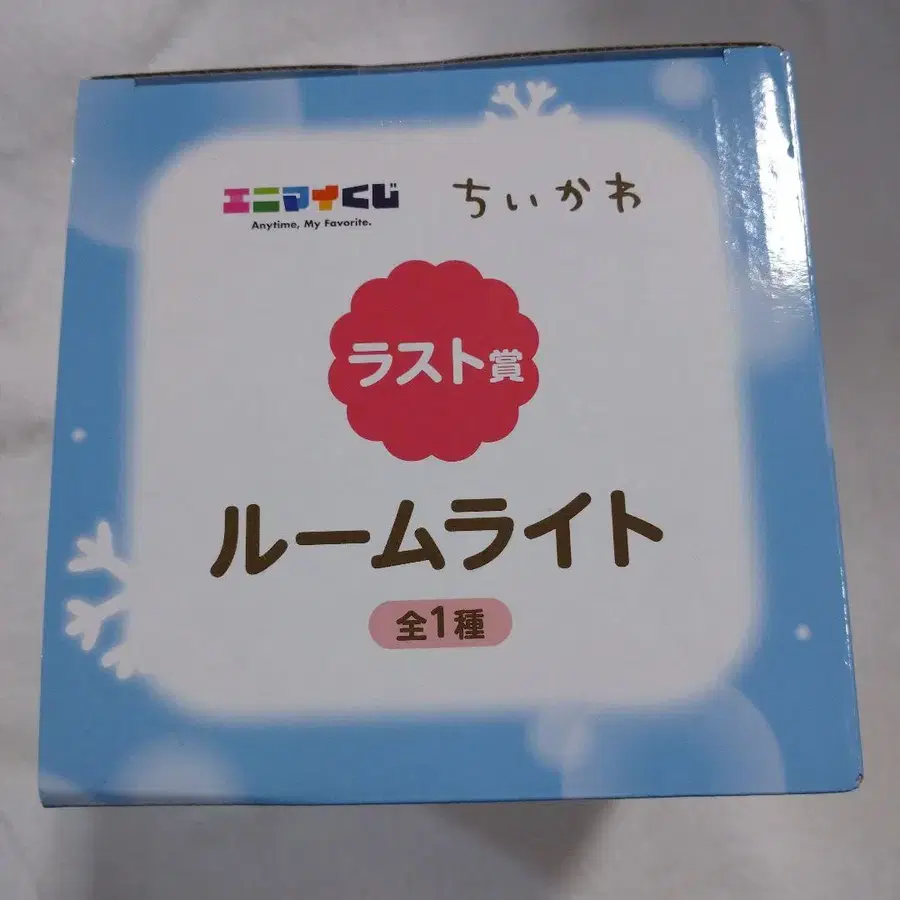 エニマイくじ ちいかわ
Anytime, My Favorite.
ラスト賞
ルームライト
全1種